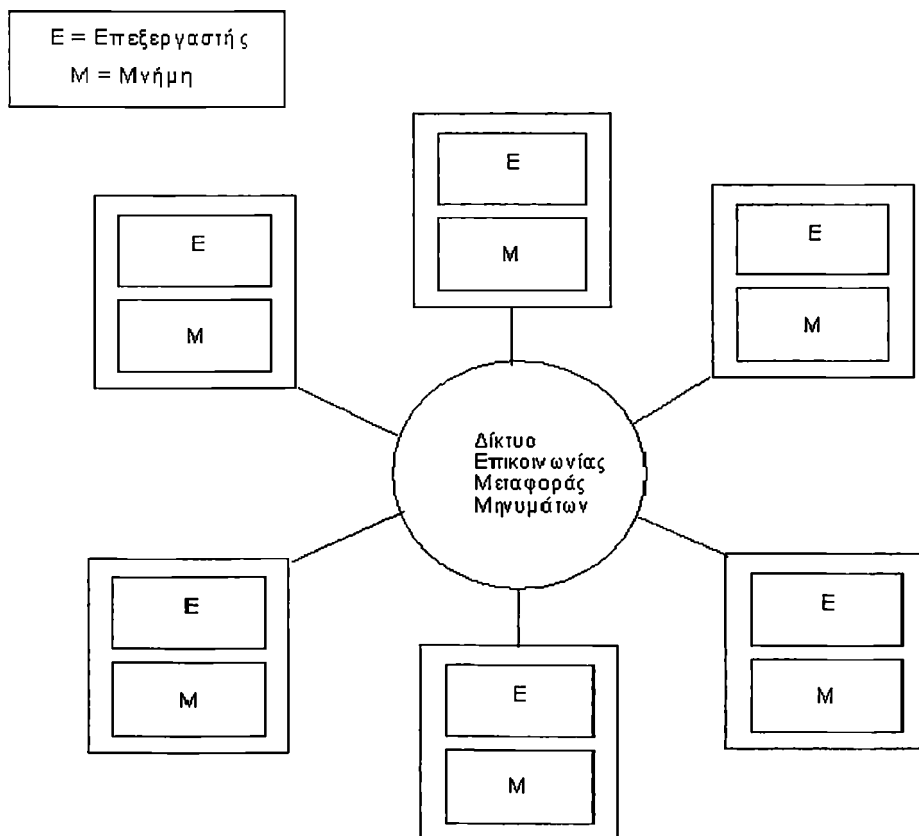 Ε = Επεξεργαστής
Μ = Μνήμη
Ε
Μ
Ε
Μ
Ε
Μ
Δίκτυο
Επικοινωνίας
Μεταφοράς
Μηνυμάτων
Ε
Μ
Ε
Μ
Ε
Μ